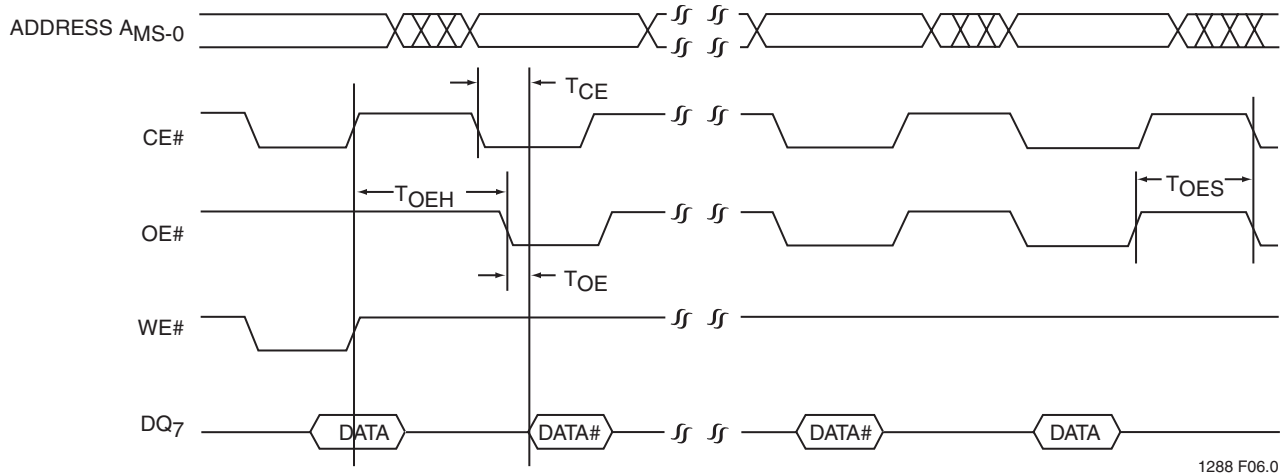 ADDRESS AMS-0
TCE
CE#
TOEH
TOES
OE#
TOE
WE#
DQ7
DATA
DATA#
DATA#
DATA
1288 F06.0